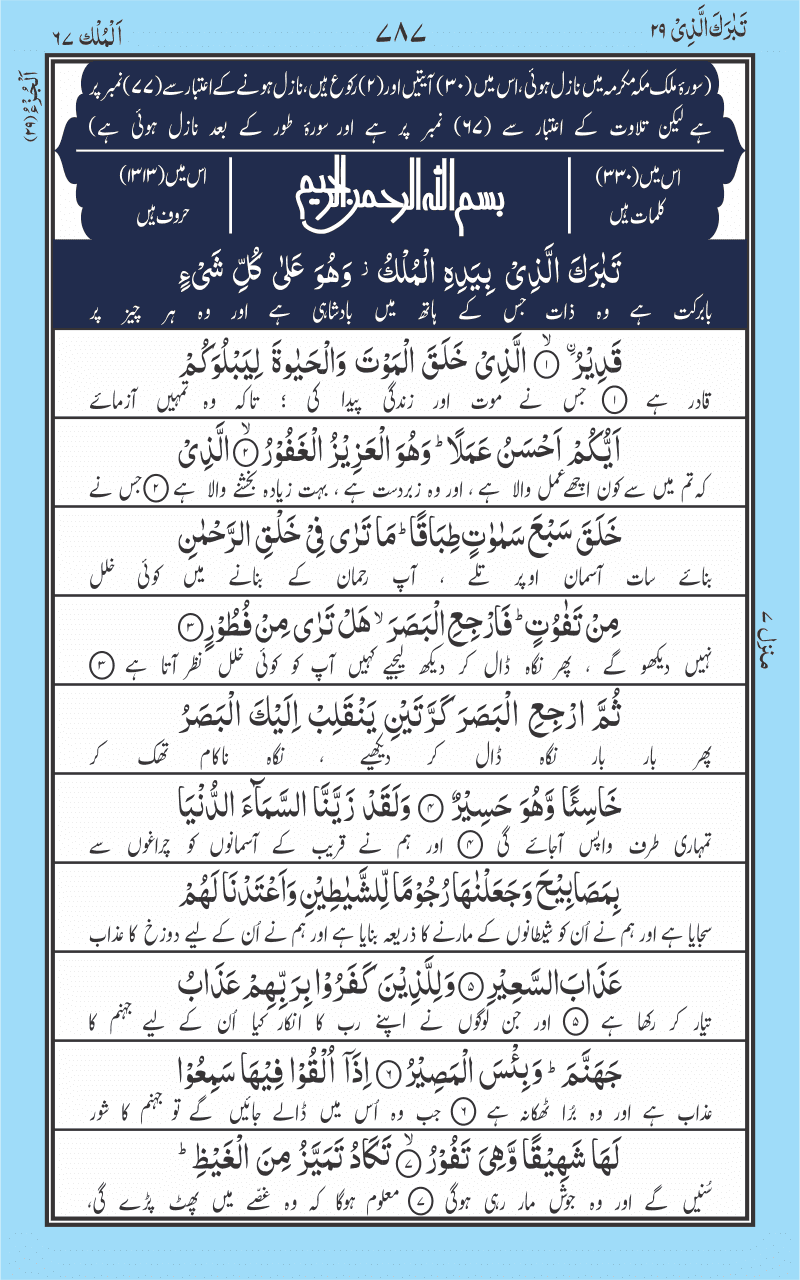 تَبٰرَكَ الَّذِىْ ۲۹
۷۸۷
اَلْمُلْك ۶۷
اَلْجُزْءُ (۲۹)
(سورۂ ملک مکہ مکرمہ میں نازل ہوئی، اس میں (۳۰) آیتیں اور (۲) رکوع ہیں، نازل ہونے کے اعتبار سے (۷۷) نمبر پر
ہے لیکن تلاوت کے اعتبار سے (۶۷) نمبر پر ہے اور سورۂ طور کے بعد نازل ہوئی ہے)
اس میں (۳۳۰)
کلمات ہیں
بسم اللہ الرحمن الرحیم
اس میں (۱۳۱۳)
حروف ہیں
تَبٰرَكَ الَّذِىْ بِيَدِهِ الْمُلْكُ ز وَهُوَ عَلٰى كُلِّ شَىْءٍ
بابرکت ہے وہ ذات جس کے ہاتھ میں بادشاہی ہے اور وہ ہر چیز پر
قَدِيْرُ ۨ ۙ ﴿۱﴾ الَّذِىْ خَلَقَ الْمَوْتَ وَالْحَيٰوةَ لِيَبْلُوَكُمْ
قادر ہے ﴿۱﴾ جس نے موت اور زندگی پیدا کی ؛ تاکہ وہ تمہیں آزمائے
اَيُّكُمْ اَحْسَنُ عَمَلًا ؕ وَهُوَ الْعَزِيْزُ الْغَفُوْرُ ۙ ﴿۲﴾ الَّذِىْ
کہ تم میں سے کون اچھے عمل والا ہے ، اور وہ زبردست ہے ، بہت زیادہ بخشنے والا ہے ﴿۲﴾ جس نے
خَلَقَ سَبْعَ سَمٰوٰتٍ طِبَاقًا ؕ مَا تَرٰى فِىْ خَلْقِ الرَّحْمٰنِ
بنائے سات آسمان اوپر تلے ، آپ رحمان کے بنانے میں کوئی خلل
مِنْ تَفٰوُتٍ ؕ فَارْجِعِ الْبَصَرَ ۙ هَلْ تَرٰى مِنْ فُطُوْرٍ ﴿۳﴾
نہیں دیکھو گے ، پھر نگاہ ڈال کر دیکھ لیجیے کہیں آپ کو کوئی خلل نظر آتا ہے ﴿۳﴾
منزل ۷
ثُمَّ ارْجِعِ الْبَصَرَ كَرَّتَيْنِ يَنْقَلِبْ اِلَيْكَ الْبَصَرُ
پھر بار بار نگاہ ڈال کر دیکھیے ، نگاہ ناکام تھک کر
خَاسِئًا وَّهُوَ حَسِيْرٌ ﴿۴﴾ وَلَقَدْ زَيَّنَّا السَّمَآءَ الدُّنْيَا
تمہاری طرف واپس آجائے گی ﴿۴﴾ اور ہم نے قریب کے آسمانوں کو چراغوں سے
بِمَصَابِيْحَ وَجَعَلْنٰهَا رُجُوْمًا لِّلشَّيٰطِيْنِ وَاَعْتَدْنَا لَهُمْ
سجایا ہے اور ہم نے اُن کو شیطانوں کے مارنے کا ذریعہ بنایا ہے اور ہم نے اُن کے لیے دوزخ کا عذاب
عَذَابَ السَّعِيْرِ ﴿۵﴾ وَلِلَّذِيْنَ كَفَرُوْا بِرَبِّهِمْ عَذَابُ
تیار کر رکھا ہے ﴿۵﴾ اور جن لوگوں نے اپنے رب کا انکار کیا اُن کے لیے جہنم کا
جَهَنَّمَ ؕ وَبِئْسَ الْمَصِيْرُ ﴿۶﴾ اِذَآ اُلْقُوْا فِيْهَا سَمِعُوْا
عذاب ہے اور وہ بُرا ٹھکانہ ہے ﴿۶﴾ جب وہ اُس میں ڈالے جائیں گے تو جہنم کا شور
لَهَا شَهِيْقًا وَّهِىَ تَفُوْرُ ۙ ﴿۷﴾ تَكَادُ تَمَيَّزُ مِنَ الْغَيْظِ ؕ
سُنیں گے اور وہ جوش مار رہی ہوگی ﴿۷﴾ معلوم ہوگا کہ وہ غصّے میں پھٹ پڑے گی،